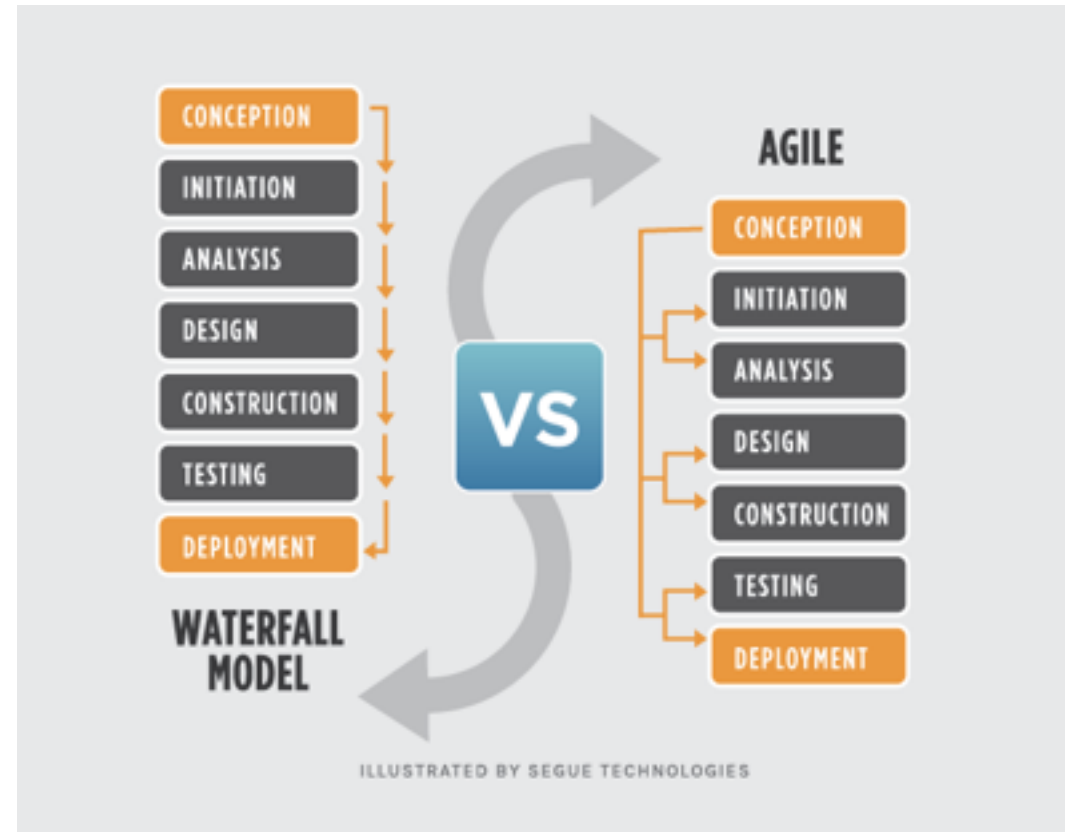 CONCEPTION
INITIATION
ANALYSIS
DESIGN
CONSTRUCTION
TESTING
DEPLOYMENT
WATERFALL
MODEL
VS
AGILE
CONCEPTION
INITIATION
ANALYSIS
DESIGN
CONSTRUCTION
TESTING
DEPLOYMENT
ILLUSTRATED BY SEGUE TECHNOLOGIES